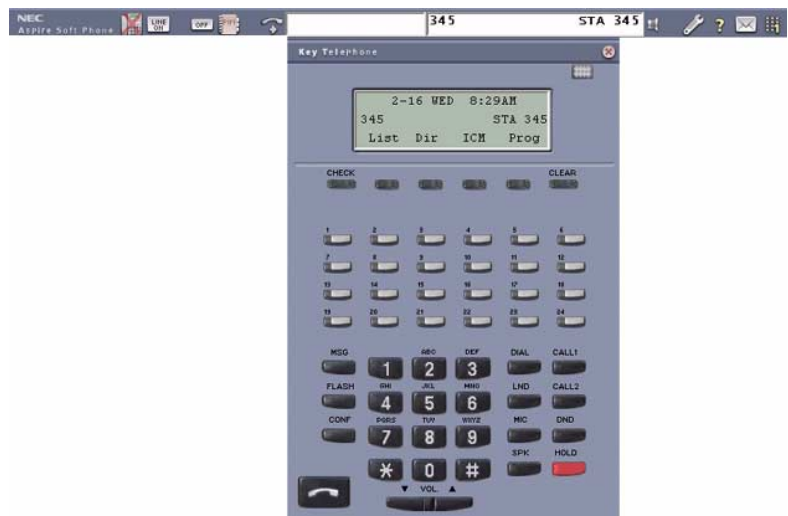 NEC
Aspire Soft Phone
LINE ON
OFF
345 STA 345
?
Key Telephone
2-16 WED 8:29AM
345 STA 345
List Dir ICM Prog
CHECK CLEAR
1 2 3 4 5 6
7 8 9 10 11 12
13 14 15 16 17 18
19 20 21 22 23 24
MSG ABC DEF DIAL CALL1
1 2 3
FLASH GHI JKL MNO LND CALL2
4 5 6
CONF PQRS TUV WXYZ MIC DND
7 8 9
SPK HOLD
* 0 #
VOL.